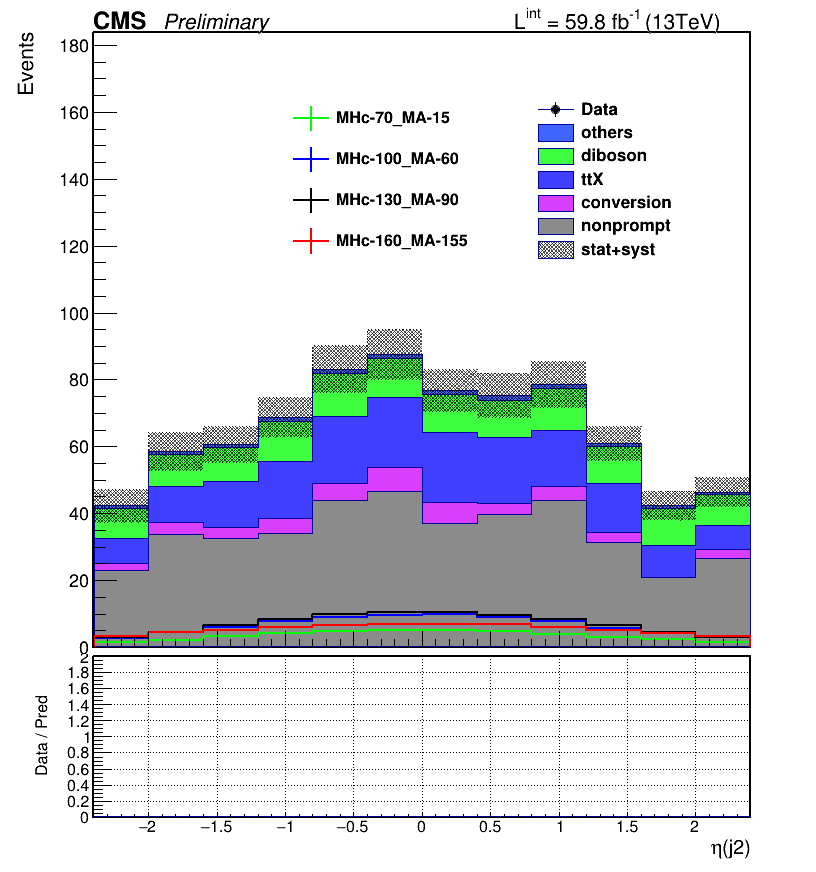 CMS Preliminary L^int = 59.8 fb^-1 (13TeV)
Events
180
160
140
120
100
80
60
40
20
0
MHc-70_MA-15
MHc-100_MA-60
MHc-130_MA-90
MHc-160_MA-155
Data
others
diboson
ttX
conversion
nonprompt
stat+syst
Data / Pred
2
1.8
1.6
1.4
1.2
1
0.8
0.6
0.4
0.2
0
−2 −1.5 −1 −0.5 0 0.5 1 1.5 2
η(j2)